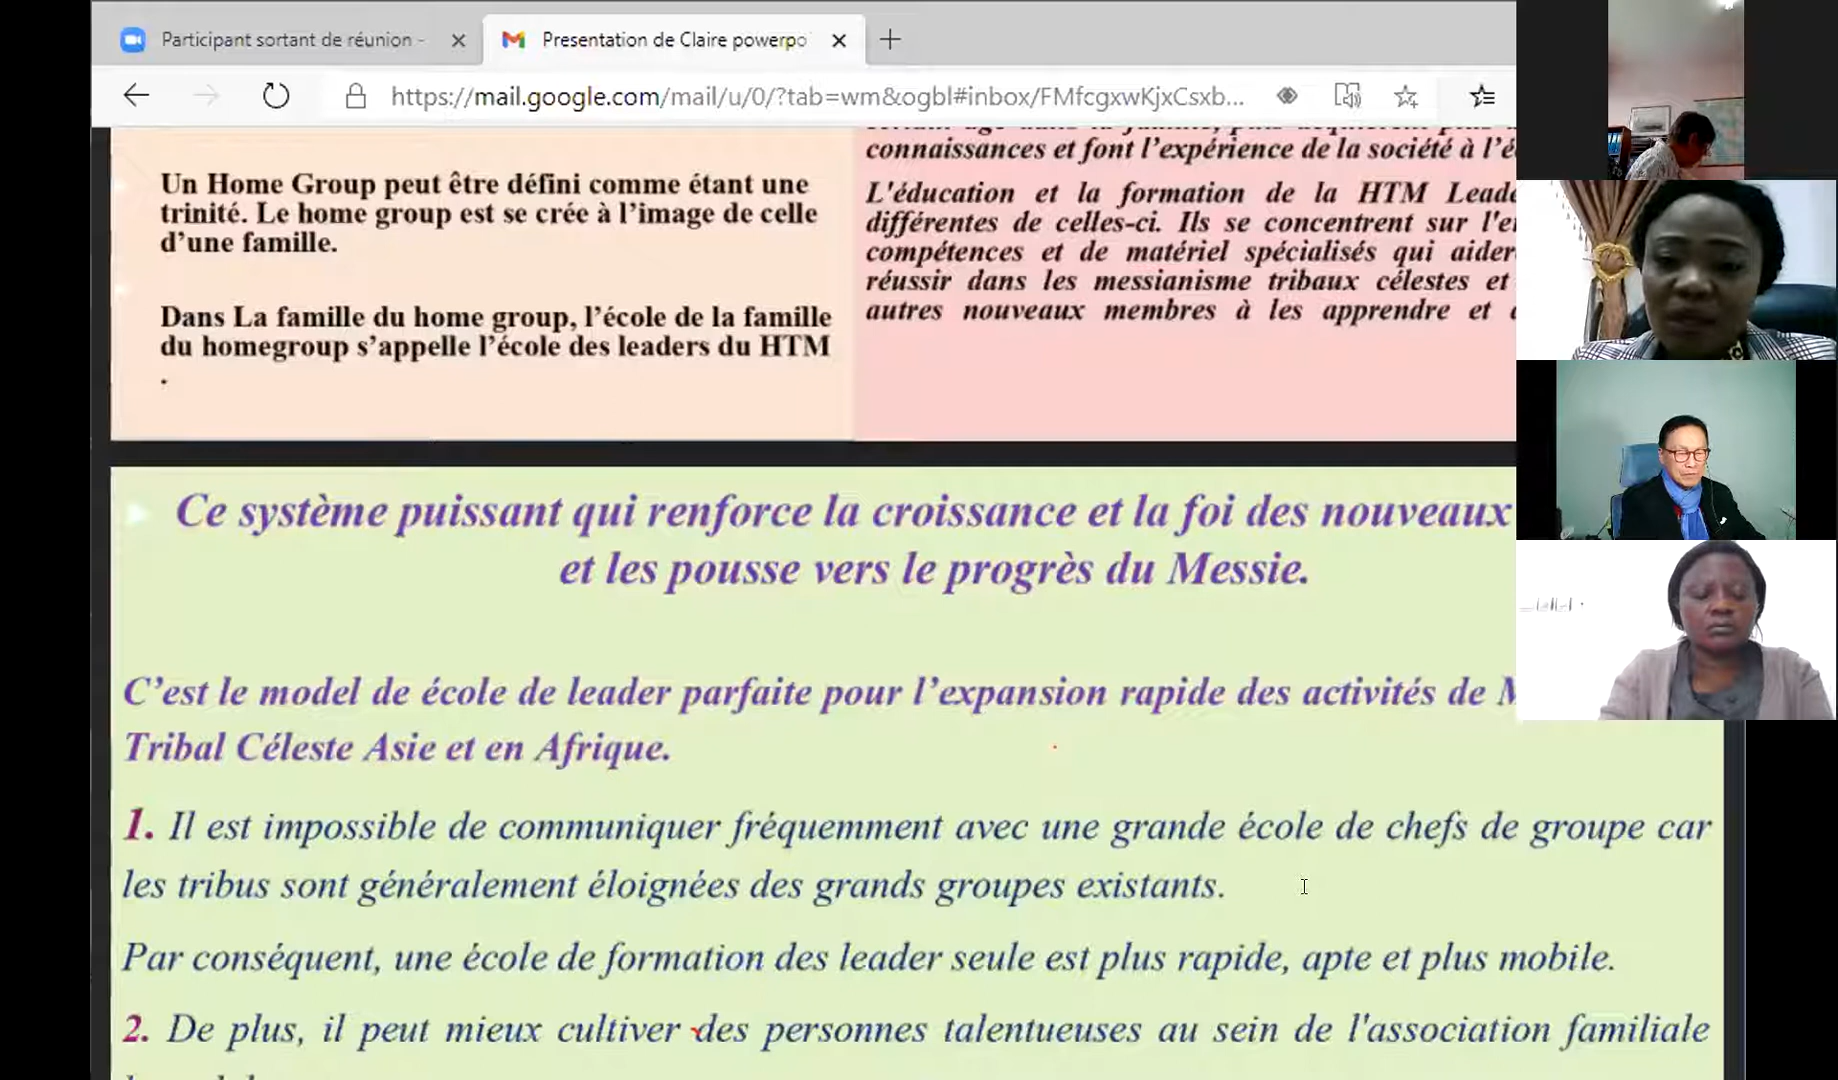 Participant sortant de réunion -
Presentation de Claire powerpo
https://mail.google.com/mail/u/0/?tab=wm&ogbl#inbox/FMfcgxwKjxCsxb...
Un Home Group peut être défini comme étant une
trinité. Le home group est se crée à l’image de celle
d’une famille.
Dans La famille du home group, l’école de la famille
du homegroup s’appelle l’école des leaders du HTM
.
connaissances et font l’expérience de la société à l’é
L'éducation et la formation de la HTM Leade
différentes de celles-ci. Ils se concentrent sur l'e
compétences et de matériel spécialisés qui aider
réussir dans les messianisme tribaux célestes et
autres nouveaux membres à les apprendre et
Ce système puissant qui renforce la croissance et la foi des nouveaux
et les pousse vers le progrès du Messie.
C’est le model de école de leader parfaite pour l’expansion rapide des activités de M
Tribal Céleste Asie et en Afrique.
1. Il est impossible de communiquer fréquemment avec une grande école de chefs de groupe car
les tribus sont généralement éloignées des grands groupes existants.
Par conséquent, une école de formation des leader seule est plus rapide, apte et plus mobile.
2. De plus, il peut mieux cultiver des personnes talentueuses au sein de l'association familiale